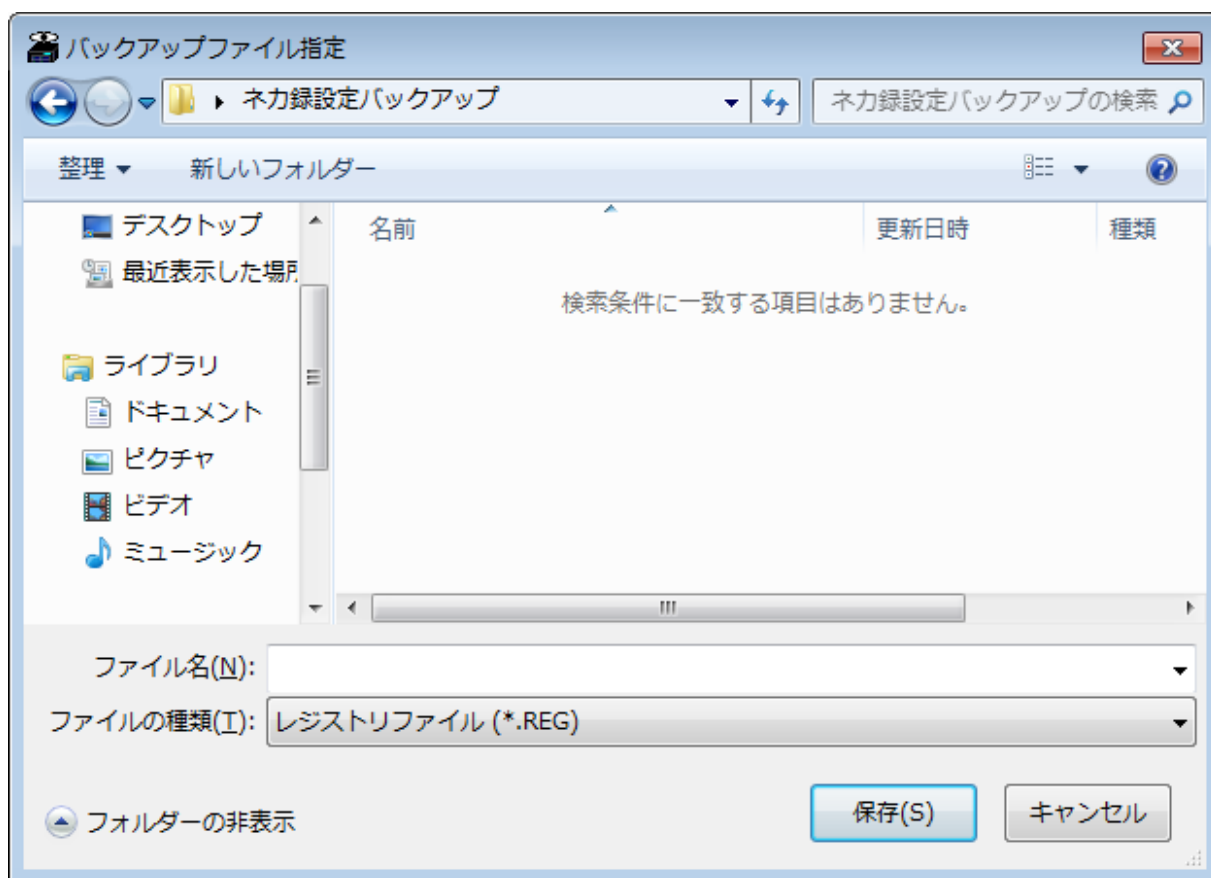 バックアップファイル指定
ネカ録設定バックアップ
ネカ録設定バックアップの検索
整理
新しいフォルダー
デスクトップ
最近表示した場所
ライブラリ
ドキュメント
ピクチャ
ビデオ
ミュージック
名前
更新日時
種類
検索条件に一致する項目はありません。
ファイル名(N):
ファイルの種類(T):
レジストリファイル (*.REG)
フォルダーの非表示
保存(S)
キャンセル